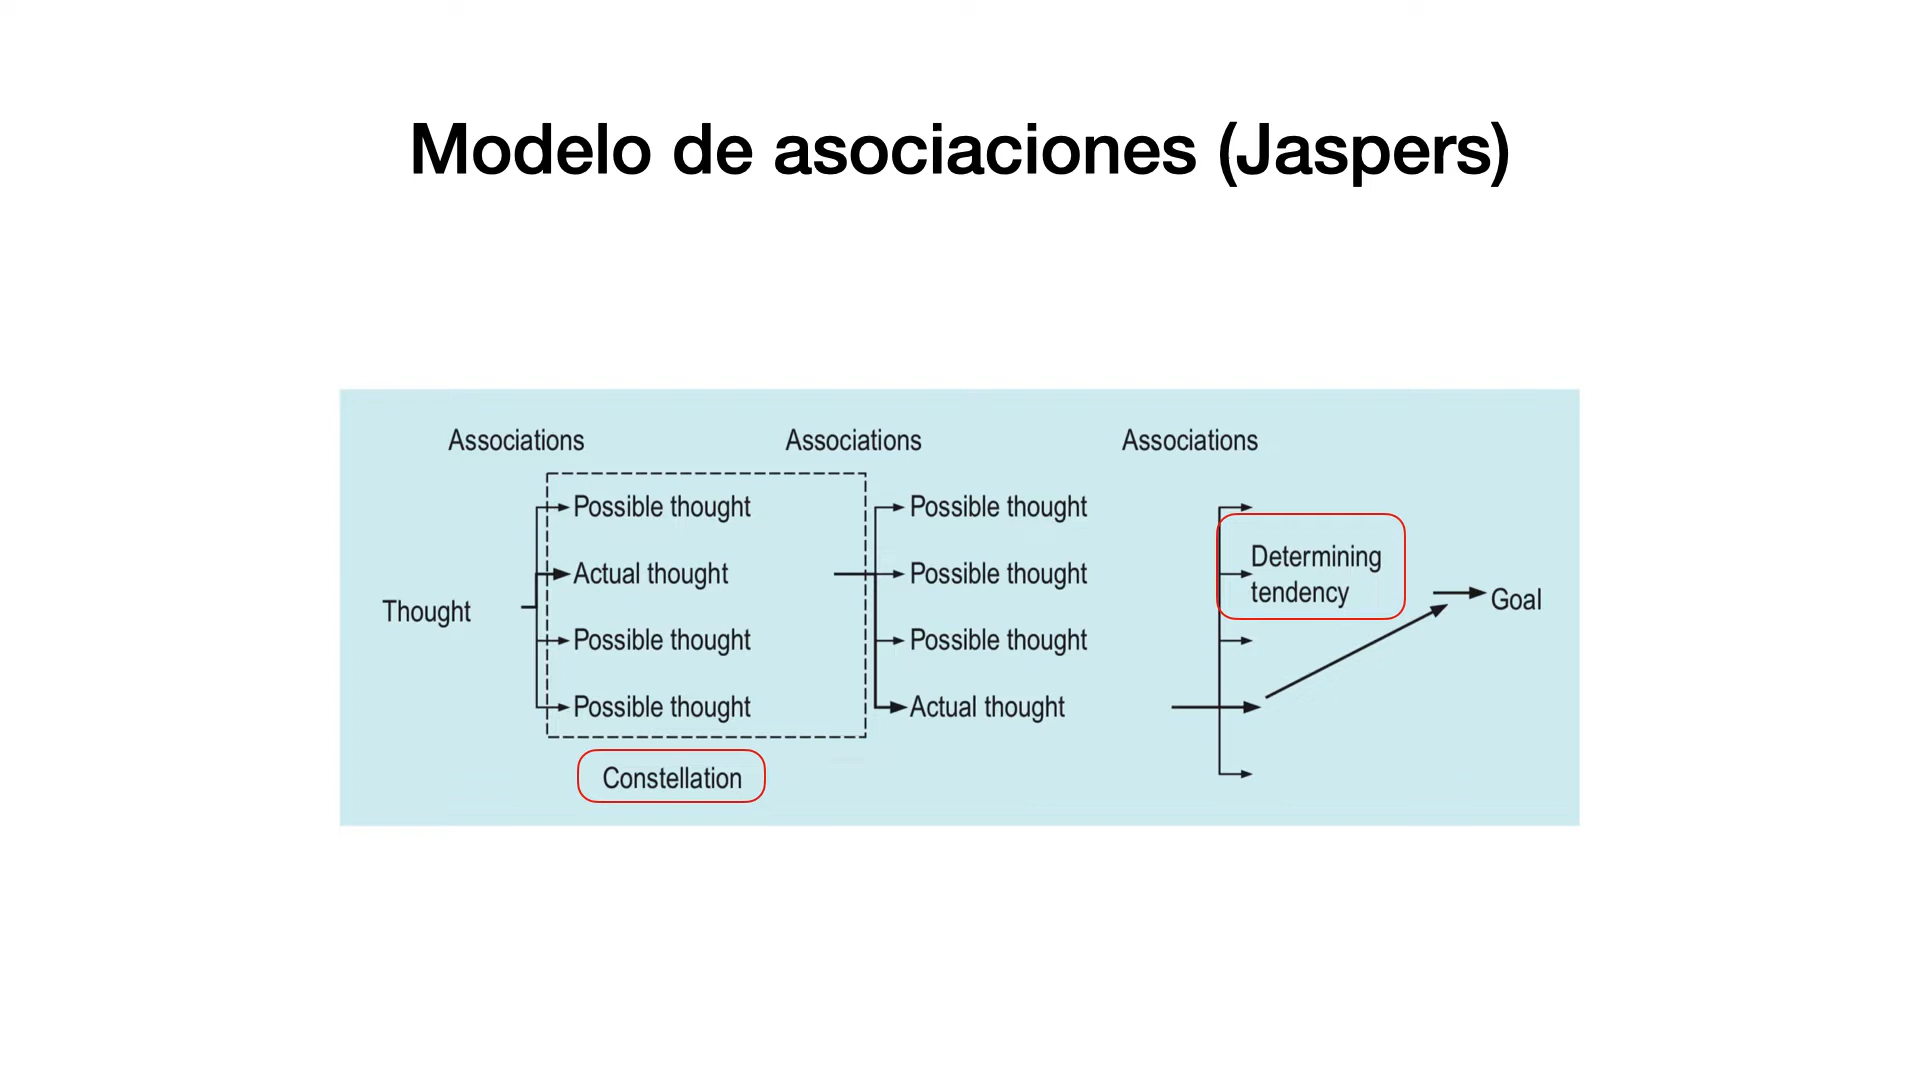 Modelo de asociaciones (Jaspers)
Associations
Associations
Associations
Thought
Possible thought
Actual thought
Possible thought
Possible thought
Constellation
Possible thought
Possible thought
Possible thought
Actual thought
Determining
tendency
Goal